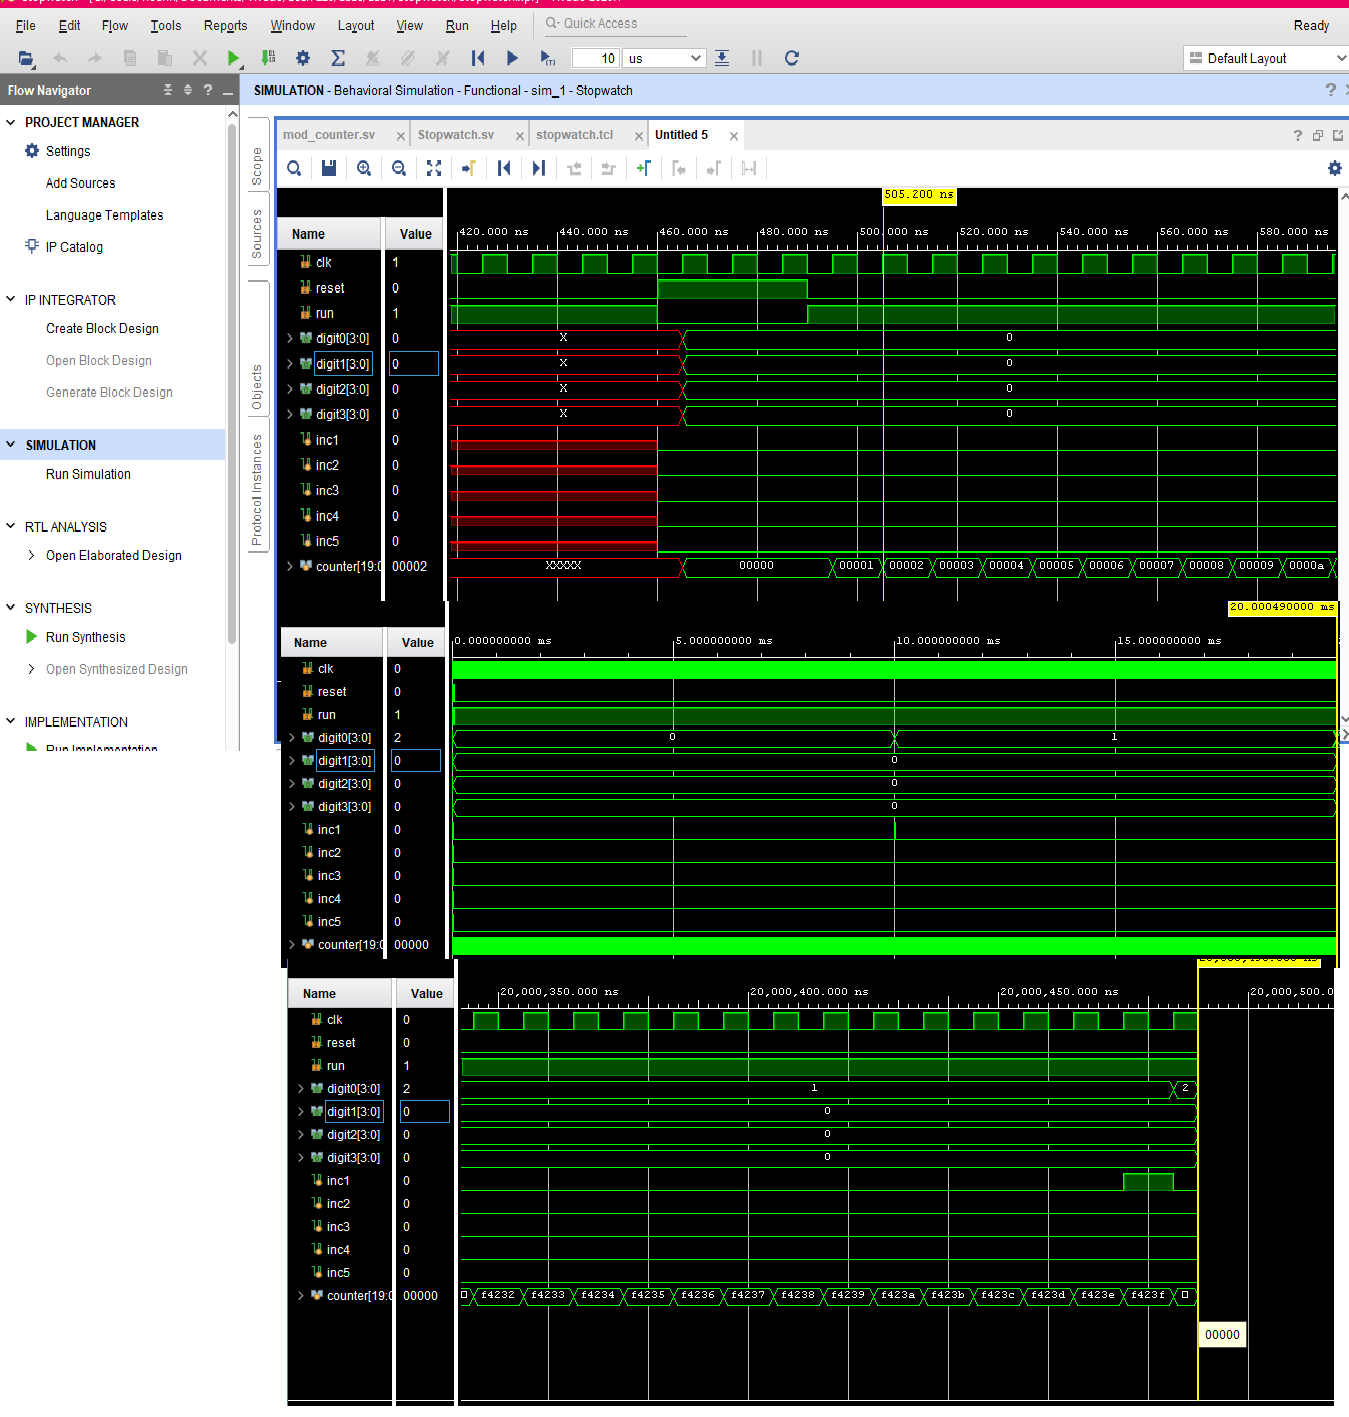 File Edit Flow Tools Reports Window Layout View Run Help Quick Access Ready
10 us Default Layout
Flow Navigator
SIMULATION - Behavioral Simulation - Functional - sim_1 - Stopwatch
PROJECT MANAGER
Settings
Add Sources
Language Templates
IP Catalog
IP INTEGRATOR
Create Block Design
Open Block Design
Generate Block Design
SIMULATION
Run Simulation
RTL ANALYSIS
Open Elaborated Design
SYNTHESIS
Run Synthesis
Open Synthesized Design
IMPLEMENTATION
Run Implementation
Scope
Sources
Objects
Protocol Instances
mod_counter.sv Stopwatch.sv stopwatch.tcl Untitled 5
505.200 ns
Name Value 420.000 ns 440.000 ns 460.000 ns 480.000 ns 500.000 ns 520.000 ns 540.000 ns 560.000 ns 580.000 ns
clk 1
reset 0
run 1
digit0[3:0] 0 X 0
digit1[3:0] 0 X 0
digit2[3:0] 0 X 0
digit3[3:0] 0 X 0
inc1 0
inc2 0
inc3 0
inc4 0
inc5 0
counter[19:0 00002 XXXXX 00000 00001 00002 00003 00004 00005 00006 00007 00008 00009 0000a
20.000490000 ms
Name Value 0.000000000 ms 5.000000000 ms 10.000000000 ms 15.000000000 ms
clk 0
reset 0
run 1
digit0[3:0] 2 0 1
digit1[3:0] 0 0
digit2[3:0] 0 0
digit3[3:0] 0 0
inc1 0
inc2 0
inc3 0
inc4 0
inc5 0
counter[19:0 00000
Name Value 20,000,350.000 ns 20,000,400.000 ns 20,000,450.000 ns 20,000,500.0
clk 0
reset 0
run 1
digit0[3:0] 2 1 2
digit1[3:0] 0 0
digit2[3:0] 0 0
digit3[3:0] 0 0
inc1 0
inc2 0
inc3 0
inc4 0
inc5 0
counter[19:0 00000 f4232 f4233 f4234 f4235 f4236 f4237 f4238 f4239 f423a f423b f423c f423d f423e f423f
00000